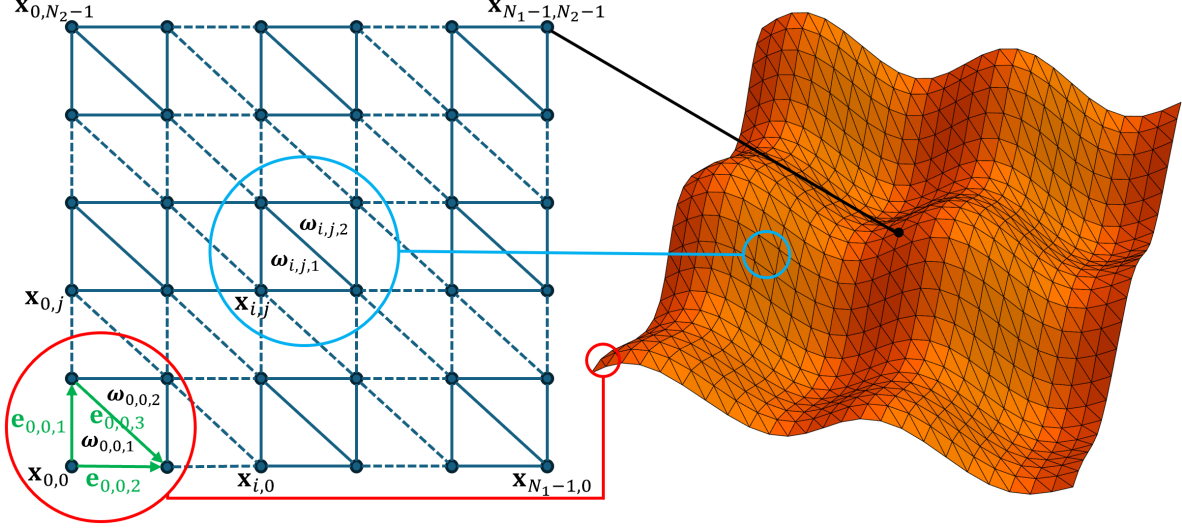 𝐱₀,N₂−1
𝐱N₁−1,N₂−1
𝝎i,j,2
𝝎i,j,1
𝐱0,j
𝐱i,j
𝝎0,0,2
𝐞0,0,1
𝐞0,0,3
𝝎0,0,1
𝐱0,0
𝐞0,0,2
𝐱i,0
𝐱N₁−1,0